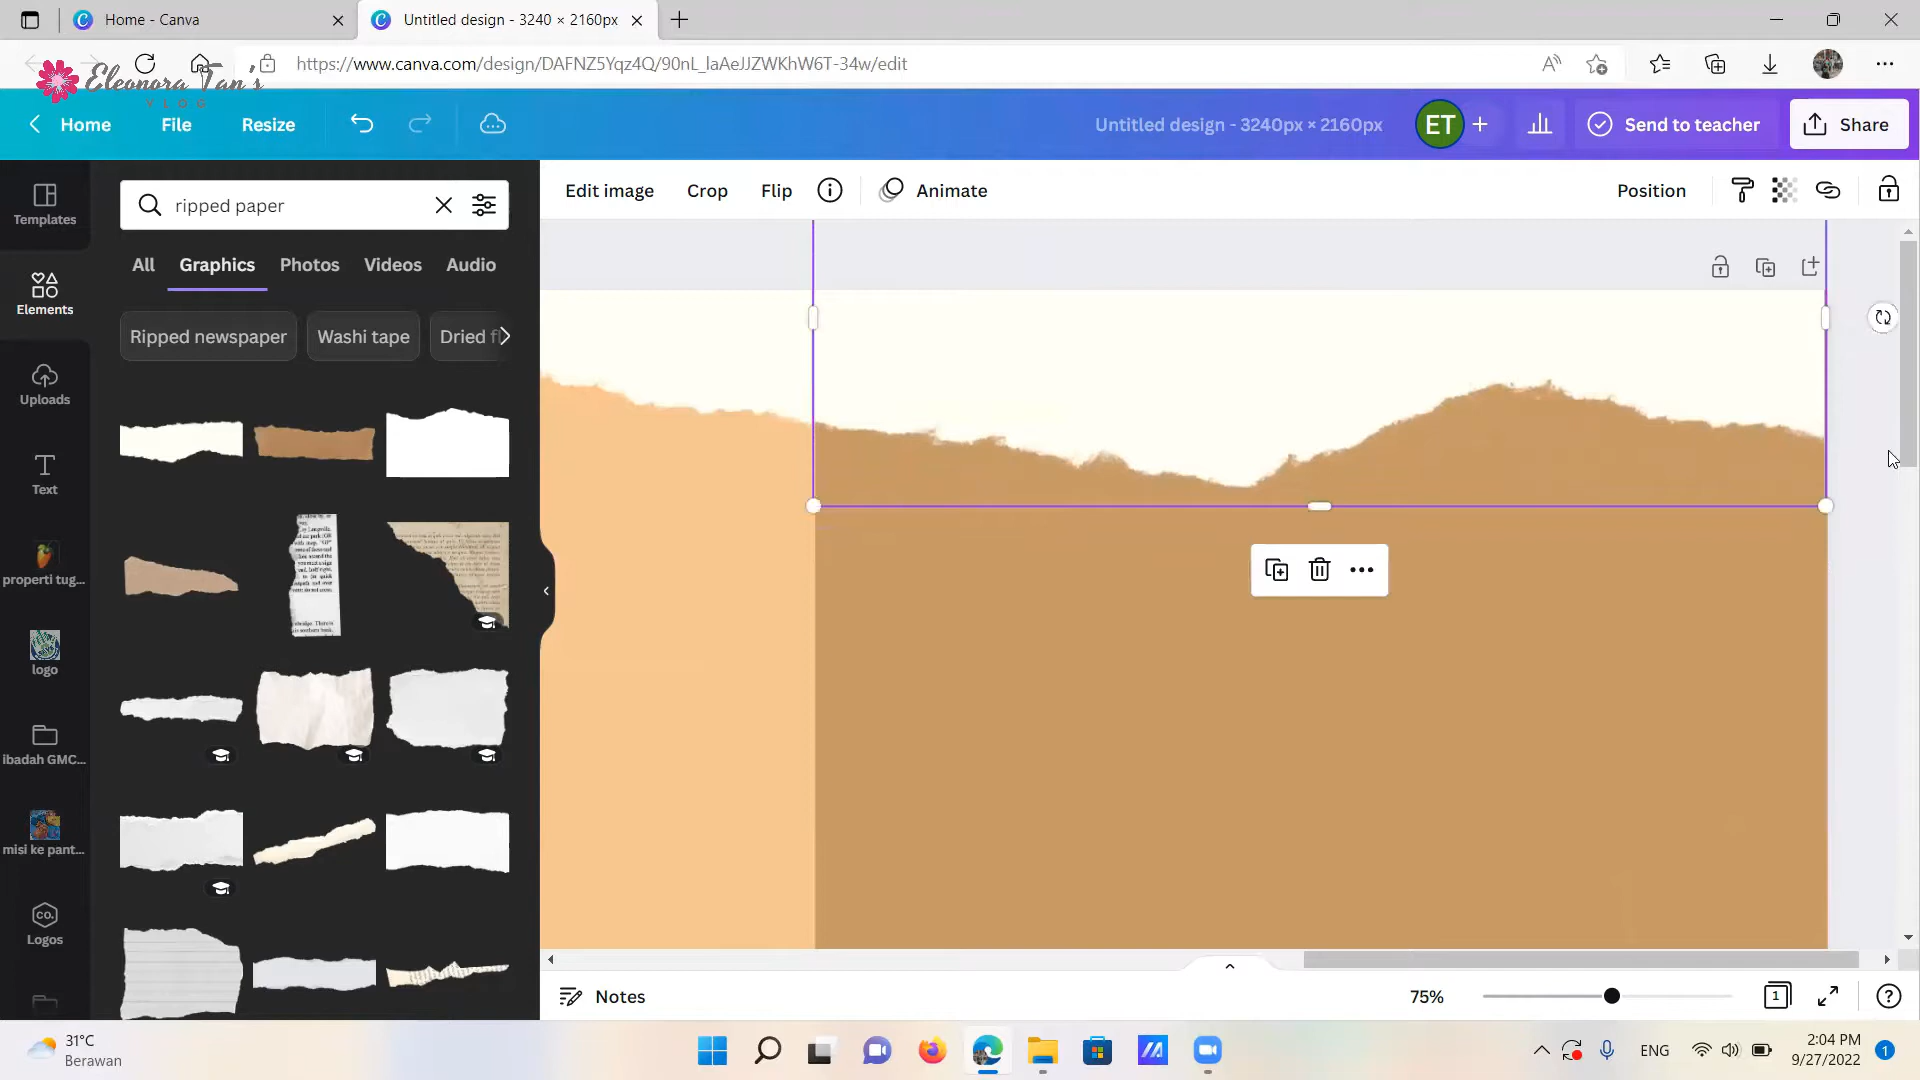 Home - Canva
Untitled design - 3240 × 2160px
https://www.canva.com/design/DAFNZ5Yqz4Q/90nL_laAeJJZWKhW6T-34w/edit
Eleonora Tan's
VLOG
Home
File
Resize
Untitled design - 3240px × 2160px
ET
Send to teacher
Share
Templates
Elements
Uploads
Text
properti tug...
logo
ibadah GMC...
misi ke pant...
CO.
Logos
ripped paper
All
Graphics
Photos
Videos
Audio
Ripped newspaper
Washi tape
Dried f
Edit image
Crop
Flip
Animate
Position
Notes
75%
1
31°C
Berawan
ENG
2:04 PM
9/27/2022
1